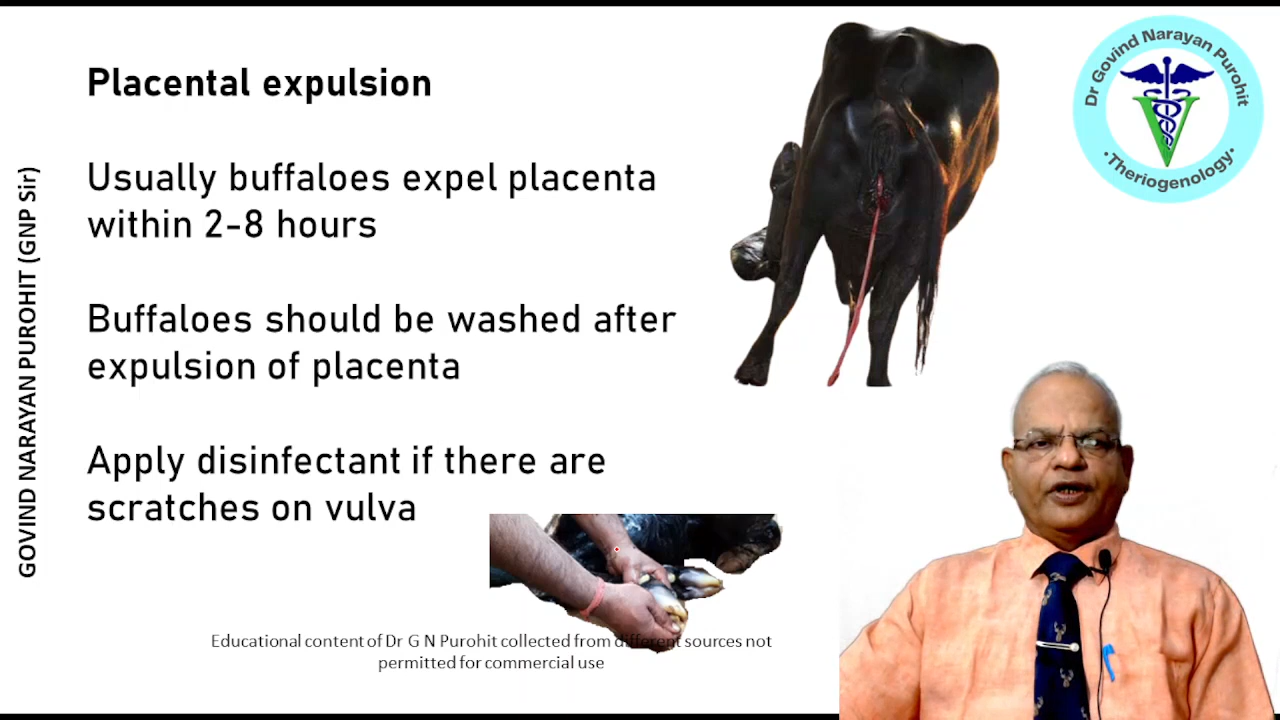 Placental expulsion
Usually buffaloes expel placenta
within 2-8 hours
Buffaloes should be washed after
expulsion of placenta
Apply disinfectant if there are
scratches on vulva
GOVIND NARAYAN PUROHIT (GNP Sir)
Dr Govind Narayan Purohit
•Theriogenology•
V
Educational content of Dr G N Purohit collected from different sources not
permitted for commercial use